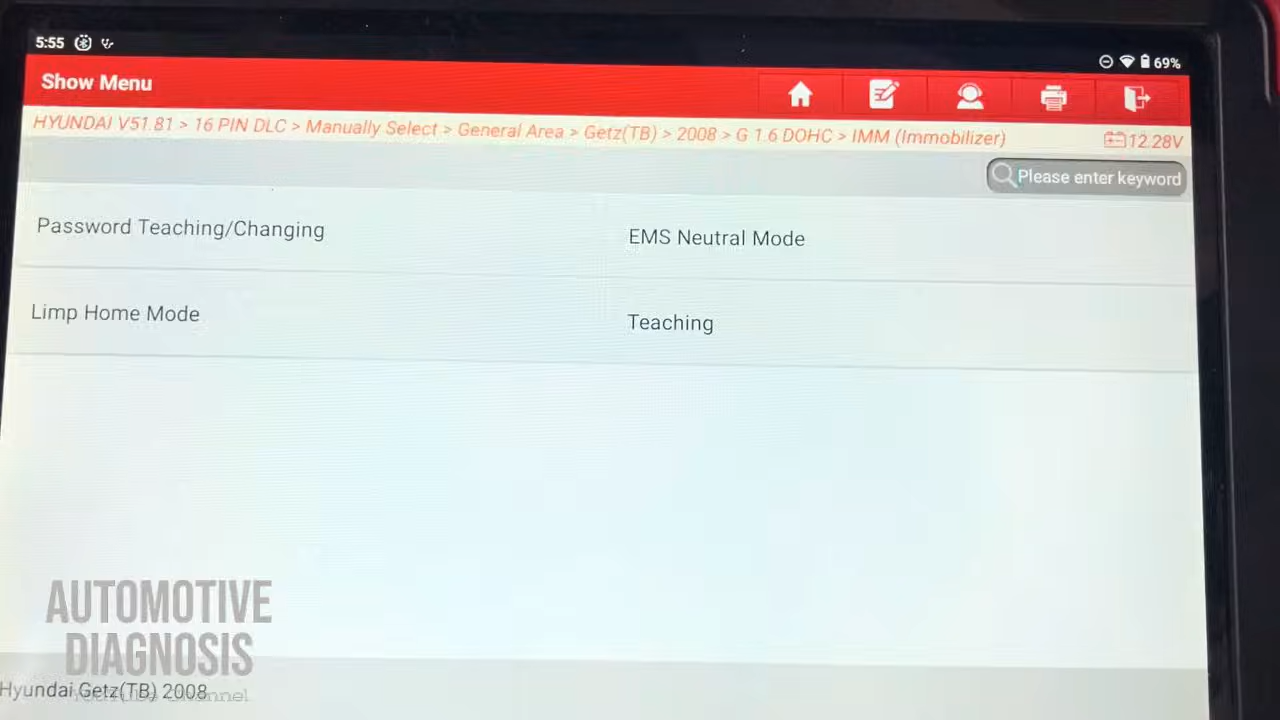 5:55
69%
Show Menu
HYUNDAI V51.81 > 16 PIN DLC > Manually Select > General Area > Getz(TB) > 2008 > G 1.6 DOHC > IMM (Immobilizer)
12.28V
Please enter keyword
Password Teaching/Changing
EMS Neutral Mode
Limp Home Mode
Teaching
AUTOMOTIVE
DIAGNOSIS
Hyundai Getz(TB) 2008
YouTube Channel